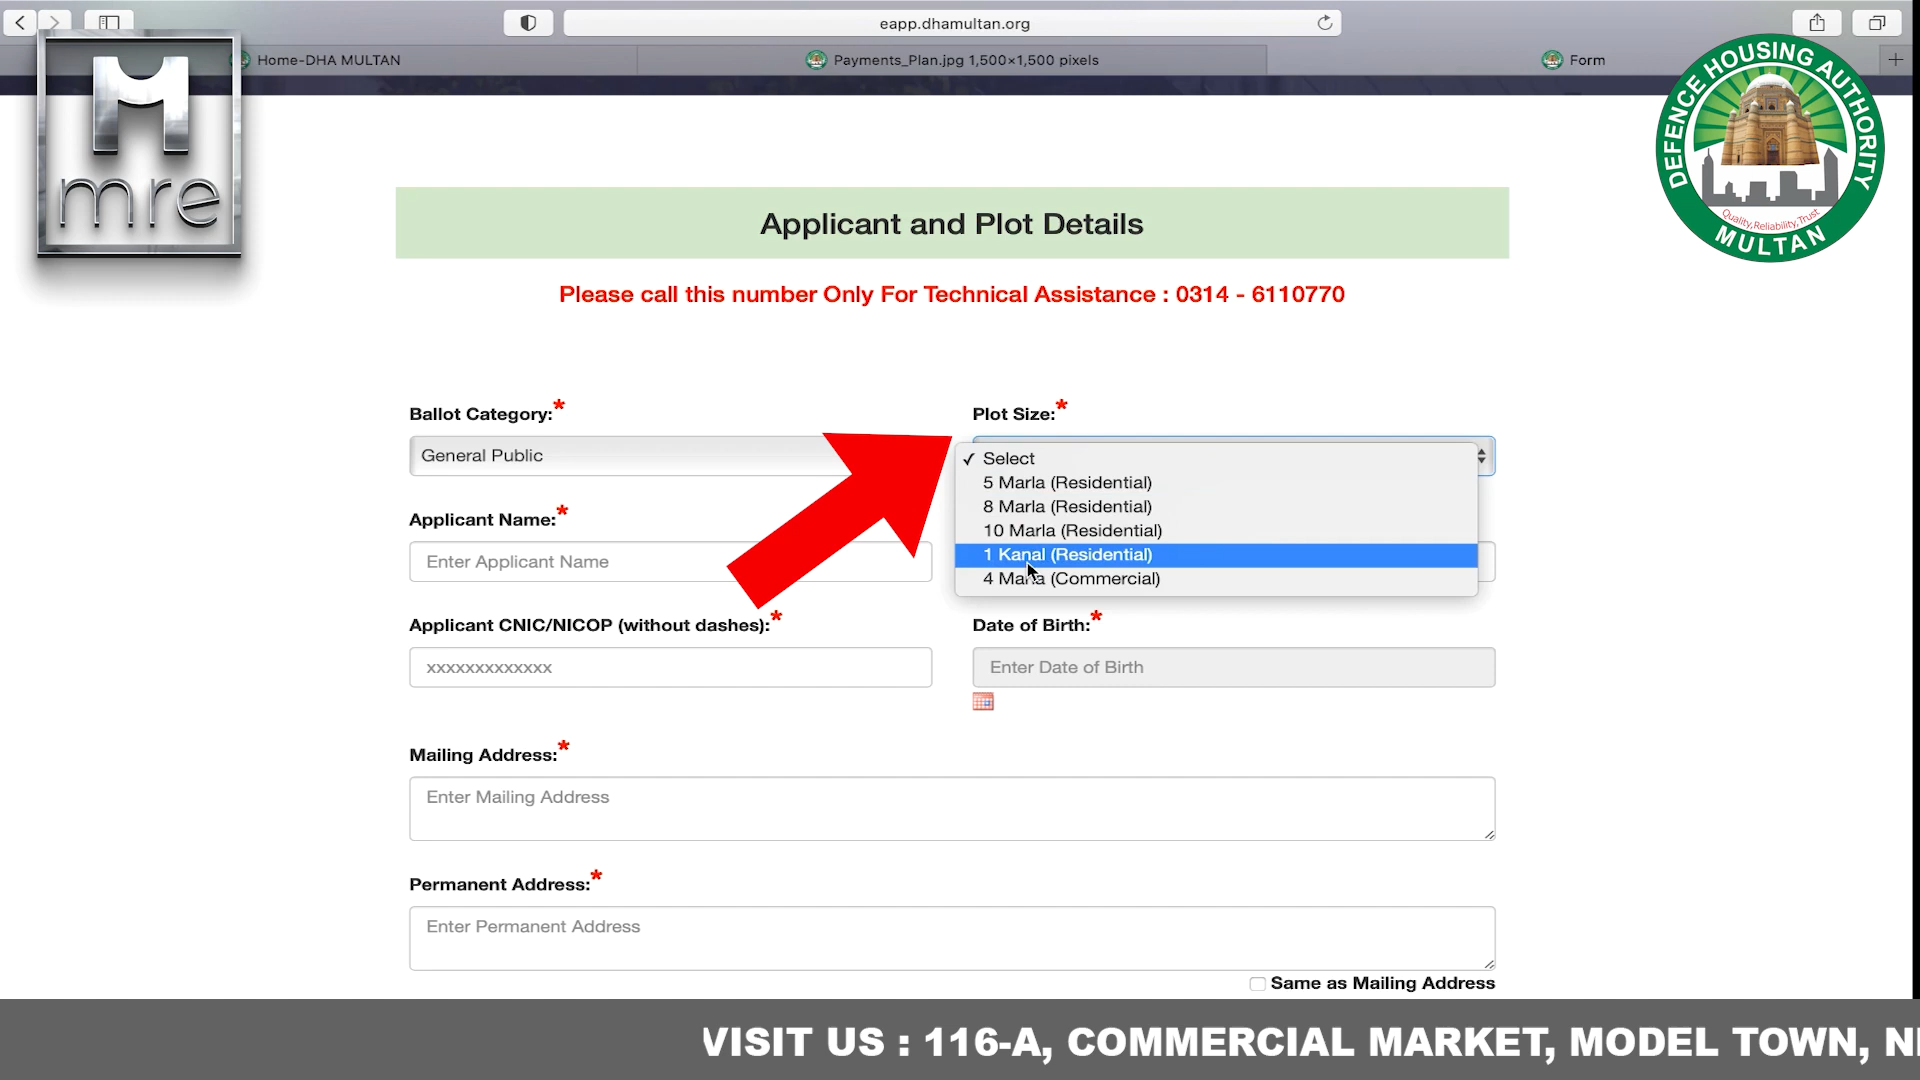 eapp.dhamultan.org
Home-DHA MULTAN
Payments_Plan.jpg 1,500×1,500 pixels
Form
mre
DEFENCE HOUSING AUTHORITY
Quality, Reliability, Trust
MULTAN
Applicant and Plot Details
Please call this number Only For Technical Assistance : 0314 - 6110770
Ballot Category:*
Plot Size:*
General Public
✓ Select
5 Marla (Residential)
8 Marla (Residential)
10 Marla (Residential)
1 Kanal (Residential)
4 Marla (Commercial)
Applicant Name:*
Enter Applicant Name
Applicant CNIC/NICOP (without dashes):*
Date of Birth:*
xxxxxxxxxxxxx
Enter Date of Birth
Mailing Address:*
Enter Mailing Address
Permanent Address:*
Enter Permanent Address
Same as Mailing Address
VISIT US : 116-A, COMMERCIAL MARKET, MODEL TOWN,